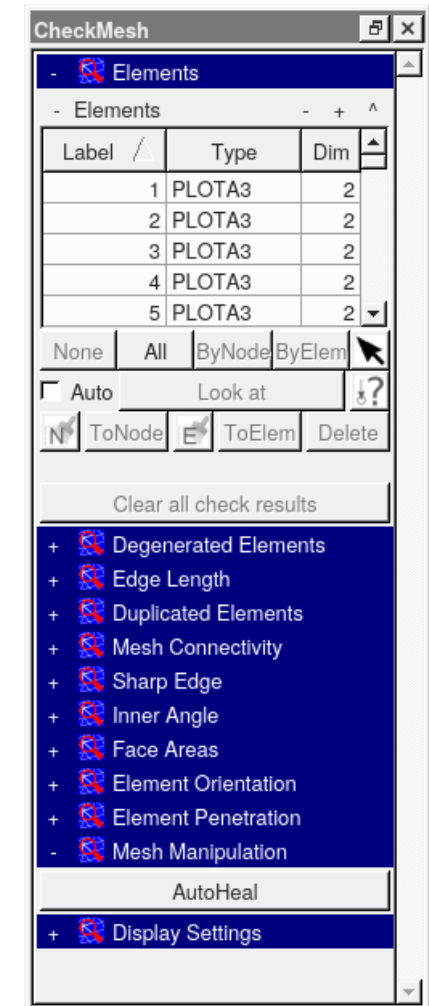 CheckMesh
- Elements
- Elements - + ^
Label Type Dim
1 PLOTA3 2
2 PLOTA3 2
3 PLOTA3 2
4 PLOTA3 2
5 PLOTA3 2
None All ByNode ByElem
Auto Look at ?
N ToNode E ToElem Delete
Clear all check results
+ Degenerated Elements
+ Edge Length
+ Duplicated Elements
+ Mesh Connectivity
+ Sharp Edge
+ Inner Angle
+ Face Areas
+ Element Orientation
+ Element Penetration
- Mesh Manipulation
AutoHeal
+ Display Settings